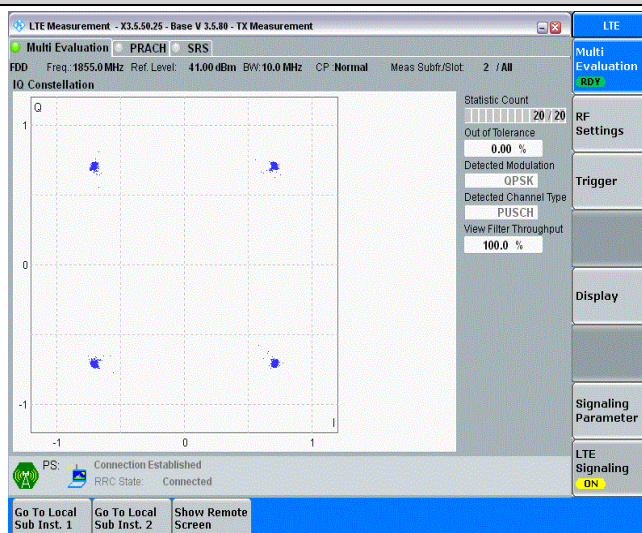 LTE Measurement - X3.5.50.25 - Base V 3.5.80 - TX Measurement
LTE
Multi Evaluation PRACH SRS
FDD Freq.:1855.0 MHz Ref. Level: 41.00 dBm BW:10.0 MHz CP :Normal Meas Subfr./Slot: 2 / All
IQ Constellation
Q
1
0
-1
I
-1 0 1
Statistic Count
20 / 20
Out of Tolerance
0.00 %
Detected Modulation
QPSK
Detected Channel Type
PUSCH
View Filter Throughput
100.0 %
Multi
Evaluation
RDY
RF
Settings
Trigger
Display
Signaling
Parameter
LTE
Signaling
ON
PS: Connection Established
RRC State: Connected
Go To Local
Sub Inst. 1
Go To Local
Sub Inst. 2
Show Remote
Screen